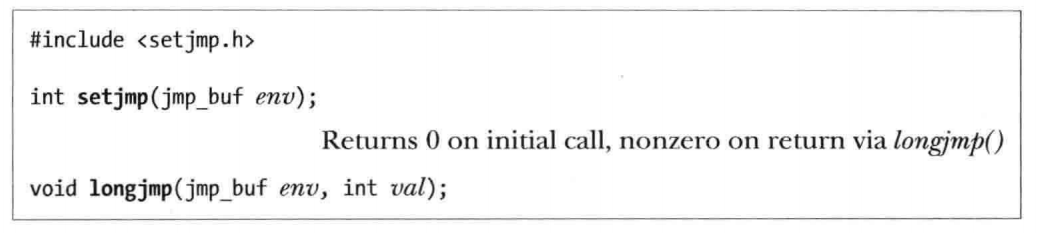 #include <setjmp.h>
int setjmp(jmp_buf env);
Returns 0 on initial call, nonzero on return via longjmp()
void longjmp(jmp_buf env, int val);